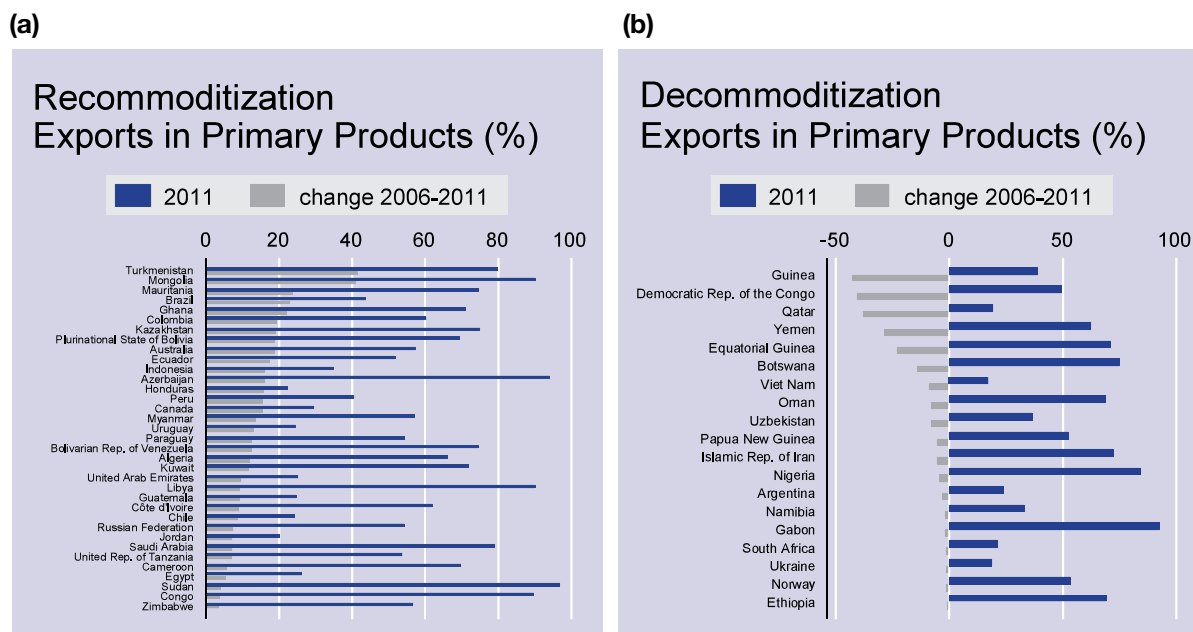 (a)
Recommoditization
Exports in Primary Products (%)
2011
change 2006-2011
0 20 40 60 80 100
Turkmenistan
Mongolia
Mauritania
Brazil
Ghana
Colombia
Kazakhstan
Plurinational State of Bolivia
Australia
Ecuador
Indonesia
Azerbaijan
Honduras
Peru
Canada
Myanmar
Uruguay
Paraguay
Bolivarian Rep. of Venezuela
Algeria
Kuwait
United Arab Emirates
Libya
Guatemala
Côte d'Ivoire
Chile
Russian Federation
Jordan
Saudi Arabia
United Rep. of Tanzania
Cameroon
Egypt
Sudan
Congo
Zimbabwe
(b)
Decommoditization
Exports in Primary Products (%)
2011
change 2006-2011
-50 0 50 100
Guinea
Democratic Rep. of the Congo
Qatar
Yemen
Equatorial Guinea
Botswana
Viet Nam
Oman
Uzbekistan
Papua New Guinea
Islamic Rep. of Iran
Nigeria
Argentina
Namibia
Gabon
South Africa
Ukraine
Norway
Ethiopia